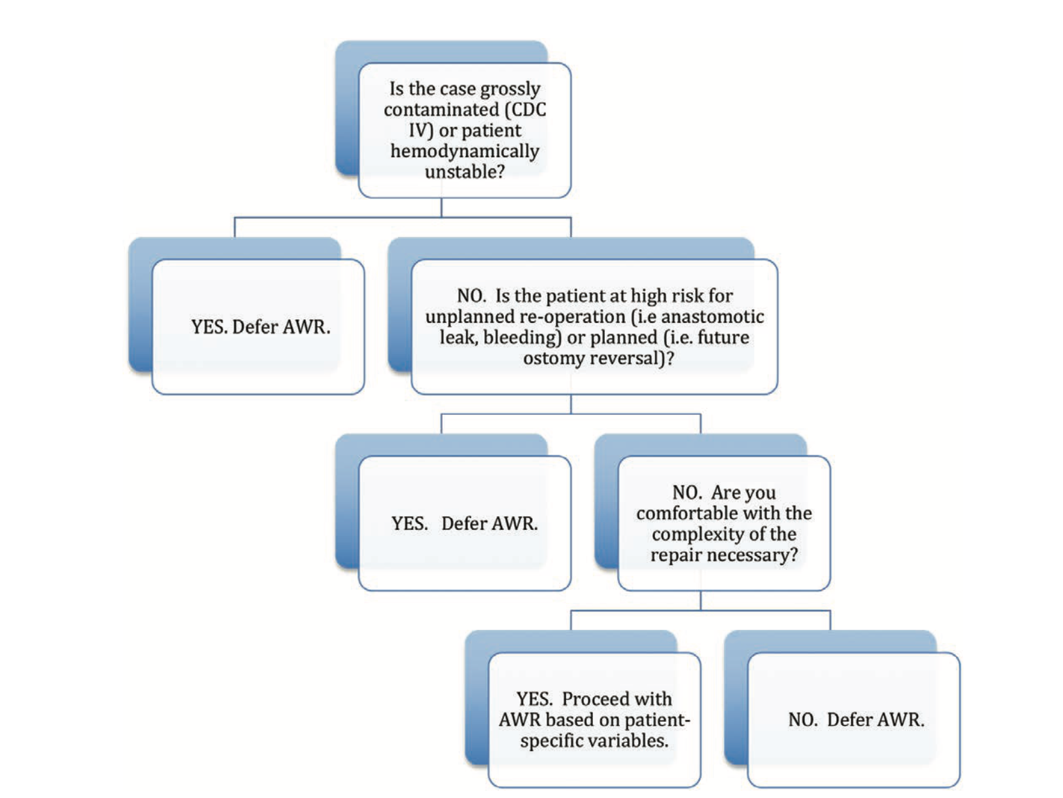 Is the case grossly
contaminated (CDC
IV) or patient
hemodynamically
unstable?
YES. Defer AWR.
NO. Is the patient at high risk for
unplanned re-operation (i.e anastomotic
leak, bleeding) or planned (i.e. future
ostomy reversal)?
YES. Defer AWR.
NO. Are you
comfortable with the
complexity of the
repair necessary?
YES. Proceed with
AWR based on patient-
specific variables.
NO. Defer AWR.